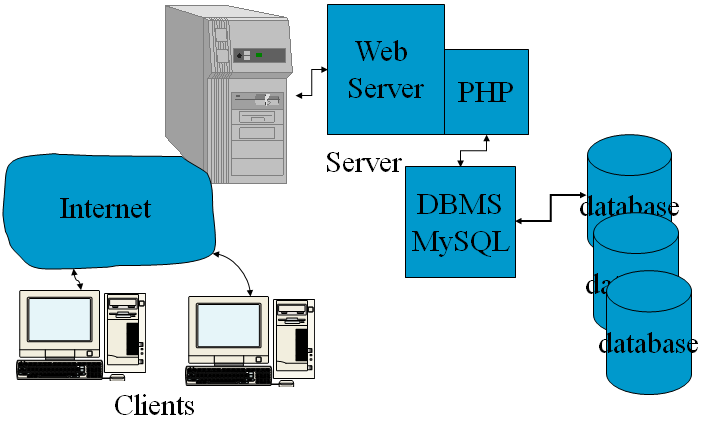 Web
Server
PHP
Server
Internet
DBMS
MySQL
database
database
Clients